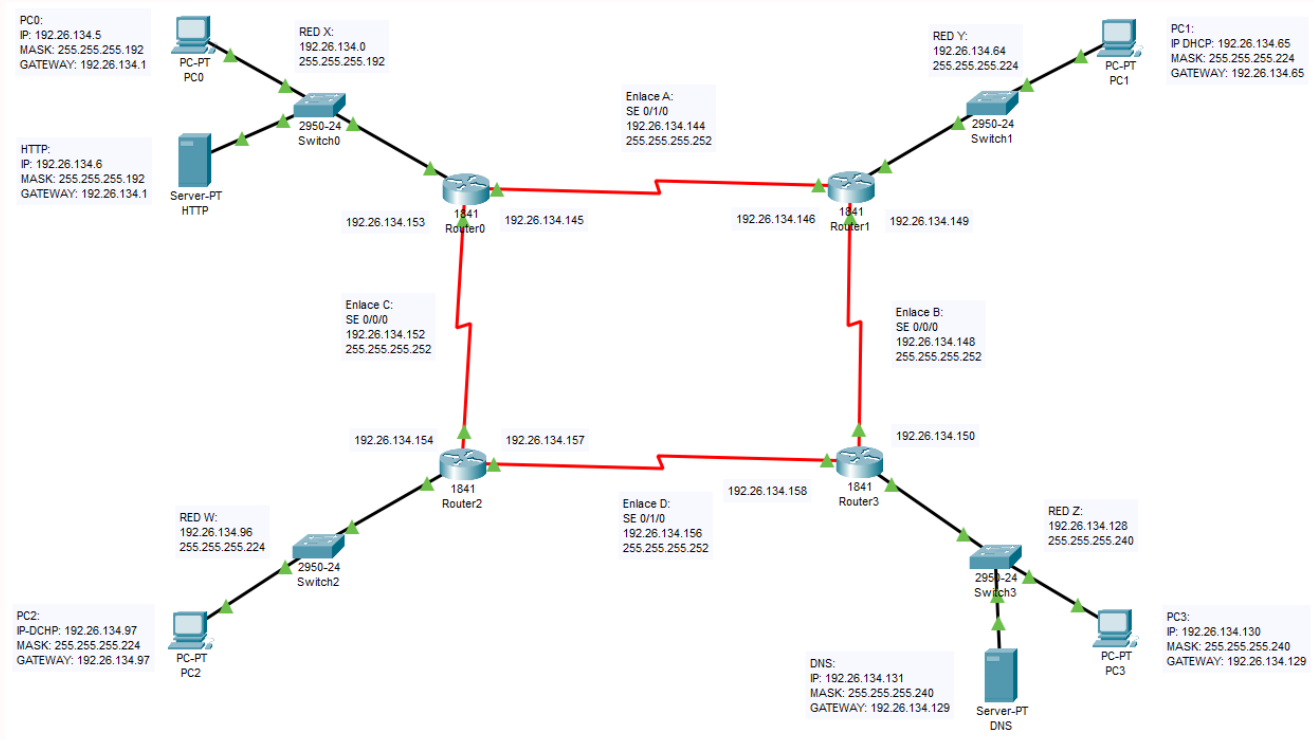 PC0:
IP: 192.26.134.5
MASK: 255.255.255.192
GATEWAY: 192.26.134.1
PC-PT
PC0
RED X:
192.26.134.0
255.255.255.192
2950-24
Switch0
HTTP:
IP: 192.26.134.6
MASK: 255.255.255.192
GATEWAY: 192.26.134.1
Server-PT
HTTP
RED Y:
192.26.134.64
255.255.255.224
PC-PT
PC1
PC1:
IP DHCP: 192.26.134.65
MASK: 255.255.255.224
GATEWAY: 192.26.134.65
2950-24
Switch1
Enlace A:
SE 0/1/0
192.26.134.144
255.255.255.252
192.26.134.153
1841
Router0
192.26.134.145
192.26.134.146
1841
Router1
192.26.134.149
Enlace C:
SE 0/0/0
192.26.134.152
255.255.255.252
Enlace B:
SE 0/0/0
192.26.134.148
255.255.255.252
192.26.134.154
192.26.134.157
1841
Router2
192.26.134.150
192.26.134.158
1841
Router3
Enlace D:
SE 0/1/0
192.26.134.156
255.255.255.252
RED W:
192.26.134.96
255.255.255.224
2950-24
Switch2
PC2:
IP-DCHP: 192.26.134.97
MASK: 255.255.255.224
GATEWAY: 192.26.134.97
PC-PT
PC2
RED Z:
192.26.134.128
255.255.255.240
2950-24
Switch3
PC-PT
PC3
PC3:
IP: 192.26.134.130
MASK: 255.255.255.240
GATEWAY: 192.26.134.129
DNS:
IP: 192.26.134.131
MASK: 255.255.255.240
GATEWAY: 192.26.134.129
Server-PT
DNS